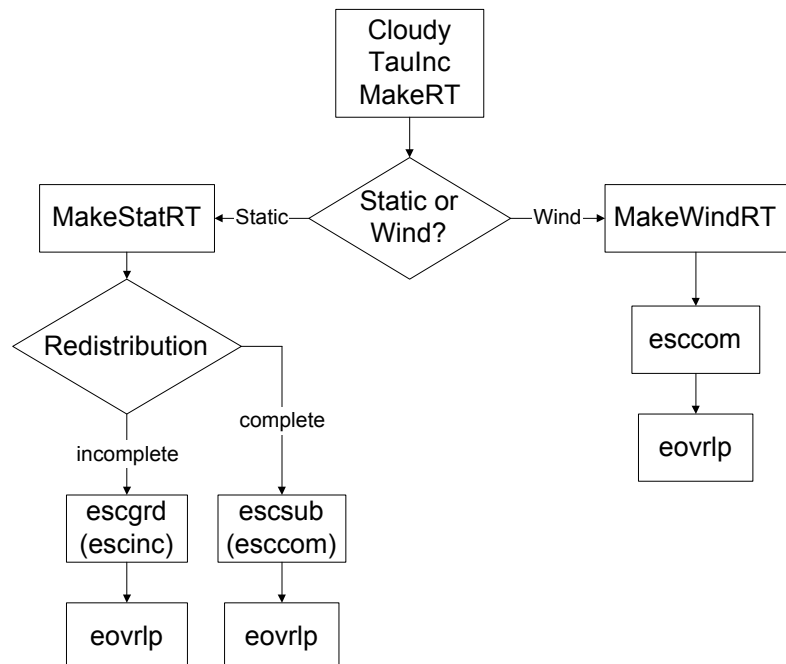 Cloudy
TauInc
MakeRT
Static or
Wind?
Static
Wind
MakeStatRT
MakeWindRT
Redistribution
esccom
complete
incomplete
eovrlp
escgrd
(escinc)
escsub
(esccom)
eovrlp
eovrlp